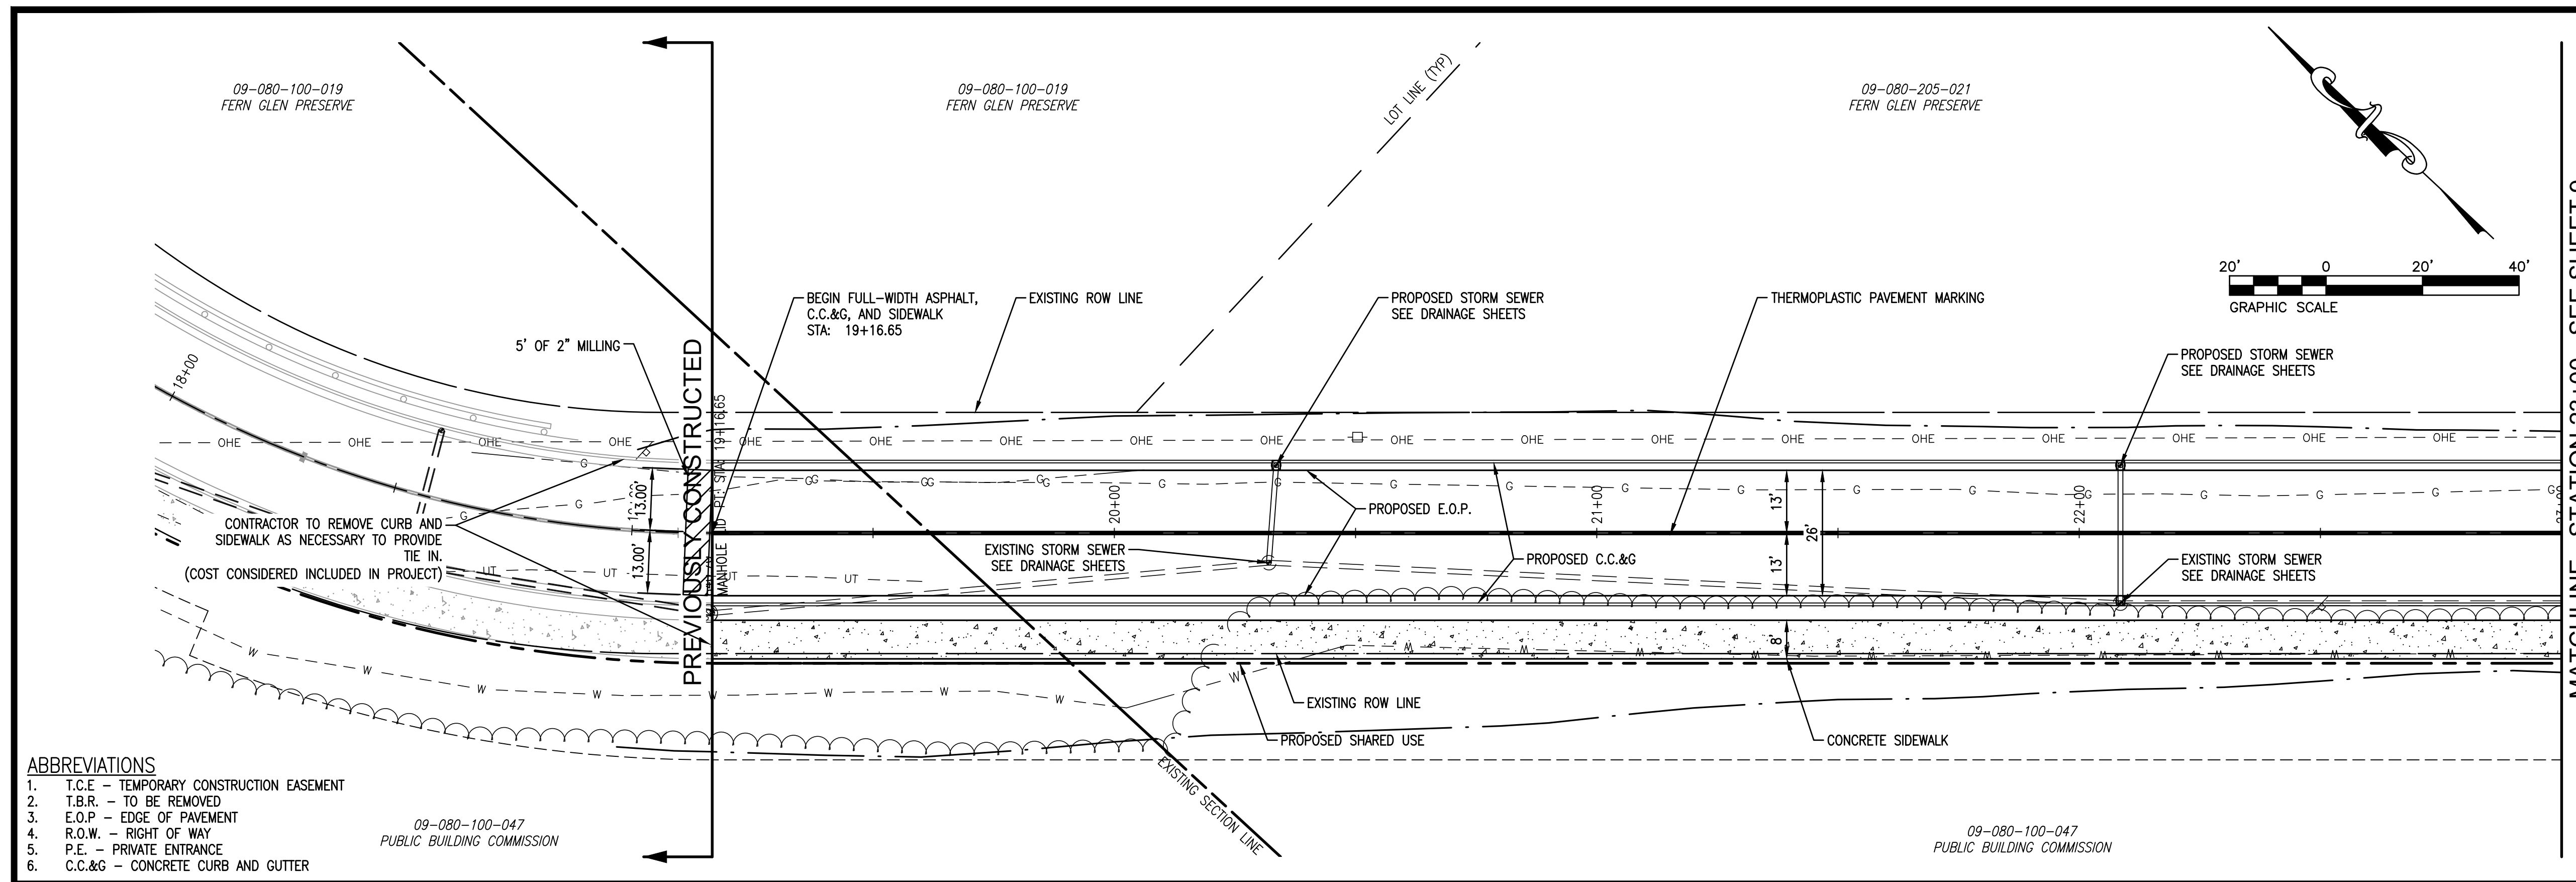 09-080-100-019
FERN GLEN PRESERVE
09-080-100-019
FERN GLEN PRESERVE
LOT LINE (TYP)
09-080-205-021
FERN GLEN PRESERVE
20' 0 20' 40'
GRAPHIC SCALE
BEGIN FULL-WIDTH ASPHALT,
C.C.&G, AND SIDEWALK
STA: 19+16.65
EXISTING ROW LINE
PROPOSED STORM SEWER
SEE DRAINAGE SHEETS
THERMOPLASTIC PAVEMENT MARKING
5' OF 2" MILLING
PROPOSED STORM SEWER
SEE DRAINAGE SHEETS
18+00
PREVIOUSLY CONSTRUCTED
PT: STA: 19+16.65
MANHOLE LID
OHE OHE OHE OHE OHE OHE OHE OHE OHE OHE OHE OHE OHE OHE OHE OHE OHE OHE
G G G G G G G G G G G G G G G G G G G G
13.00'
13.00'
20+00
21+00
22+00
13'
13'
26'
8'
PROPOSED E.O.P.
CONTRACTOR TO REMOVE CURB AND
SIDEWALK AS NECESSARY TO PROVIDE
TIE IN.
(COST CONSIDERED INCLUDED IN PROJECT)
UT UT UT UT UT
EXISTING STORM SEWER
SEE DRAINAGE SHEETS
PROPOSED C.C.&G
EXISTING STORM SEWER
SEE DRAINAGE SHEETS
W W W W W W W W W W W W W W W W W W W W
EXISTING ROW LINE
PROPOSED SHARED USE
CONCRETE SIDEWALK
EXISTING SECTION LINE
ABBREVIATIONS
1. T.C.E – TEMPORARY CONSTRUCTION EASEMENT
2. T.B.R. – TO BE REMOVED
3. E.O.P – EDGE OF PAVEMENT
4. R.O.W. – RIGHT OF WAY
5. P.E. – PRIVATE ENTRANCE
6. C.C.&G – CONCRETE CURB AND GUTTER
09-080-100-047
PUBLIC BUILDING COMMISSION
09-080-100-047
PUBLIC BUILDING COMMISSION